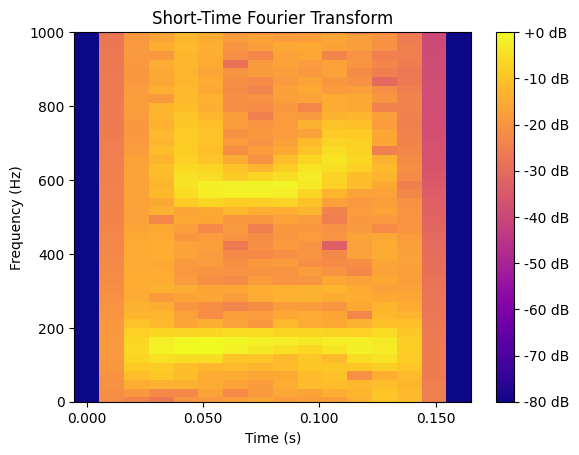 Short-Time Fourier Transform
1000
800
600
400
200
0
Frequency (Hz)
0.000
0.050
0.100
0.150
Time (s)
+0 dB
-10 dB
-20 dB
-30 dB
-40 dB
-50 dB
-60 dB
-70 dB
-80 dB